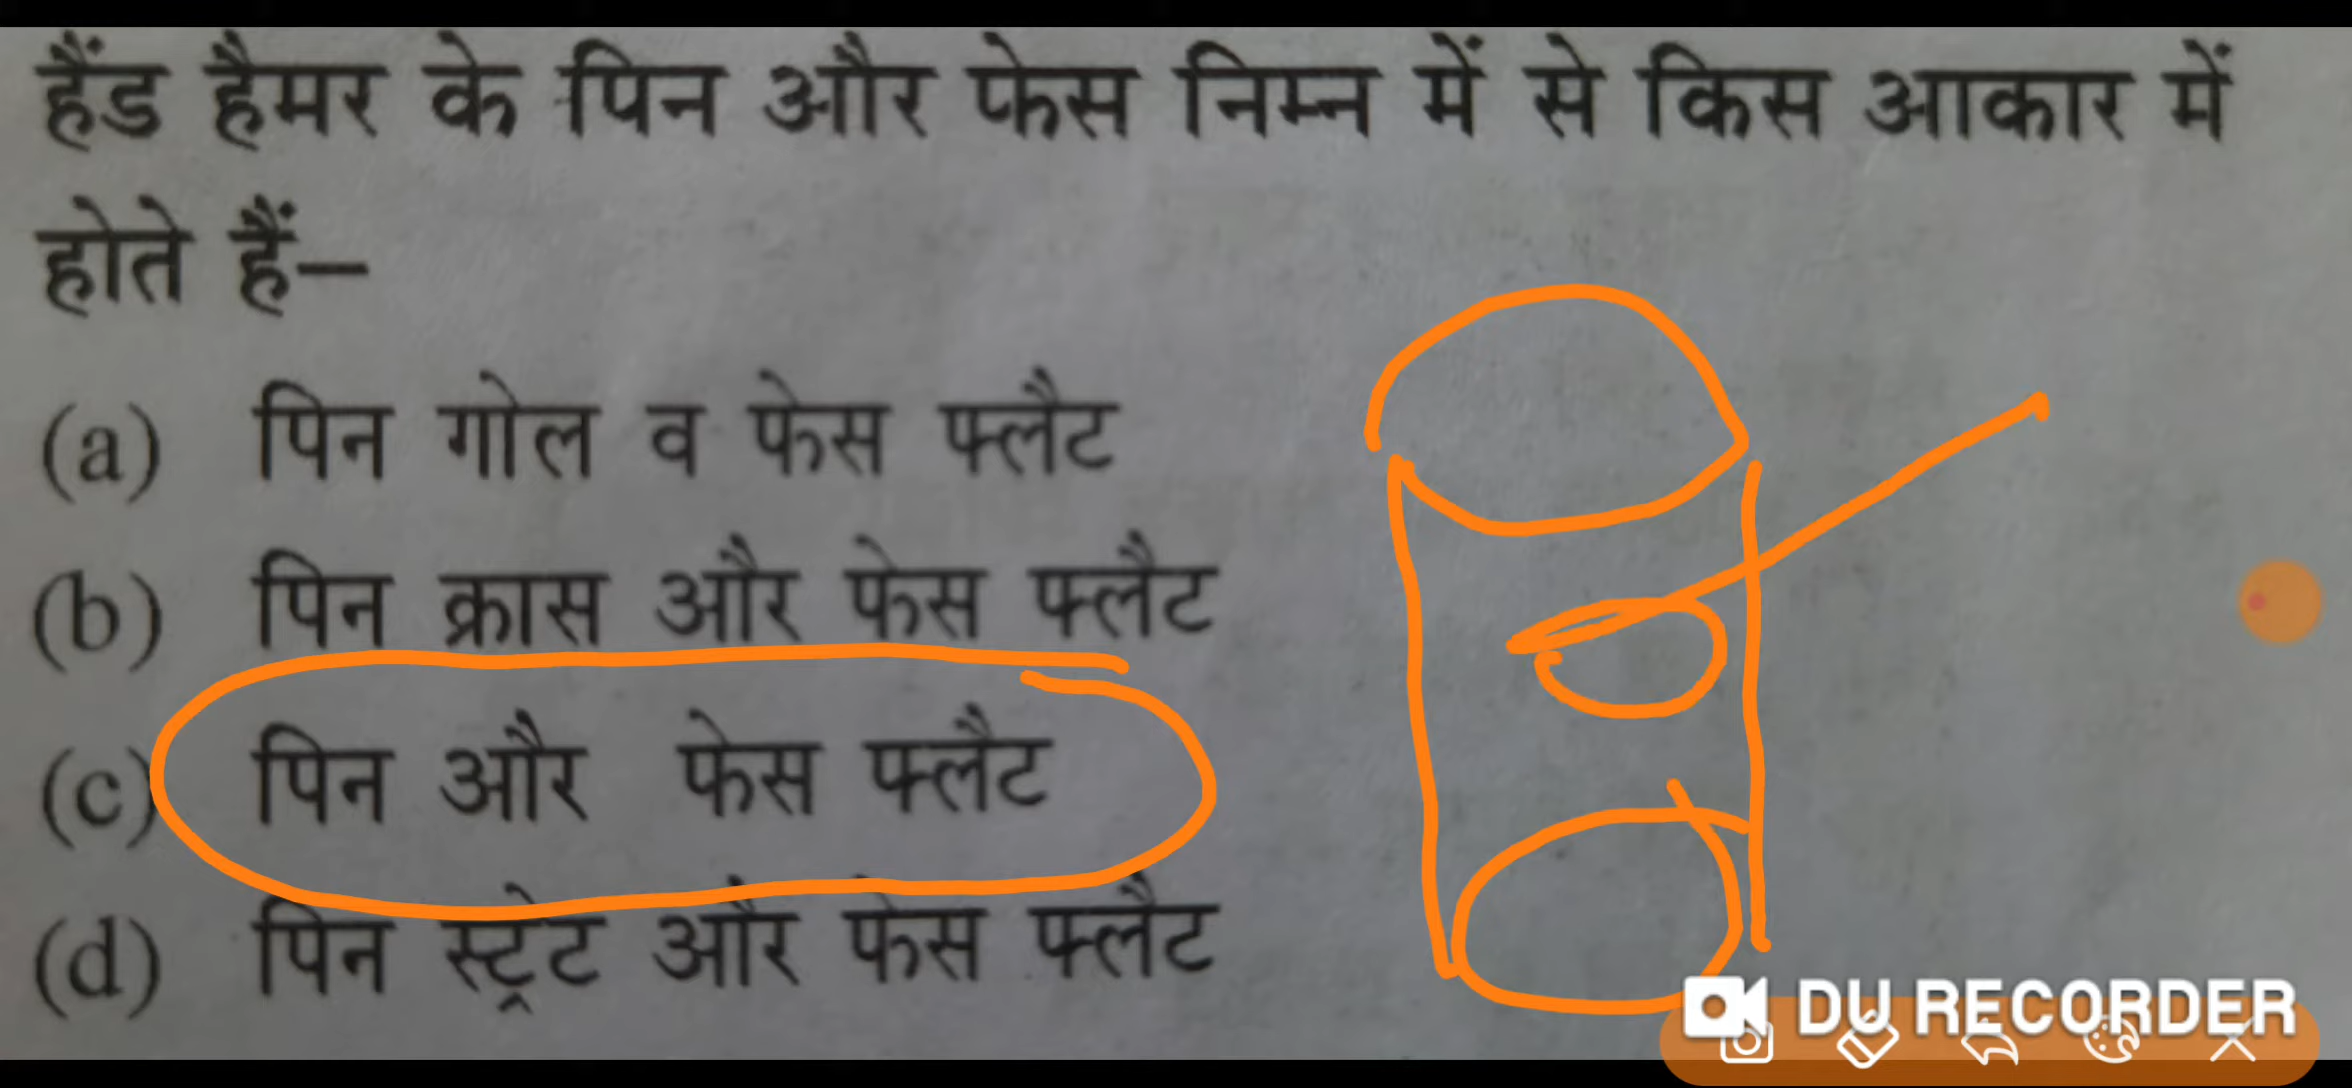 हैंड हैमर के पिन और फेस निम्न में से किस आकार में
होते हैं–
(a) पिन गोल व फेस फ्लैट
(b) पिन क्रास और फेस फ्लैट
(c) पिन और फेस फ्लैट
(d) पिन स्ट्रेट और फेस फ्लैट
DU RECORDER